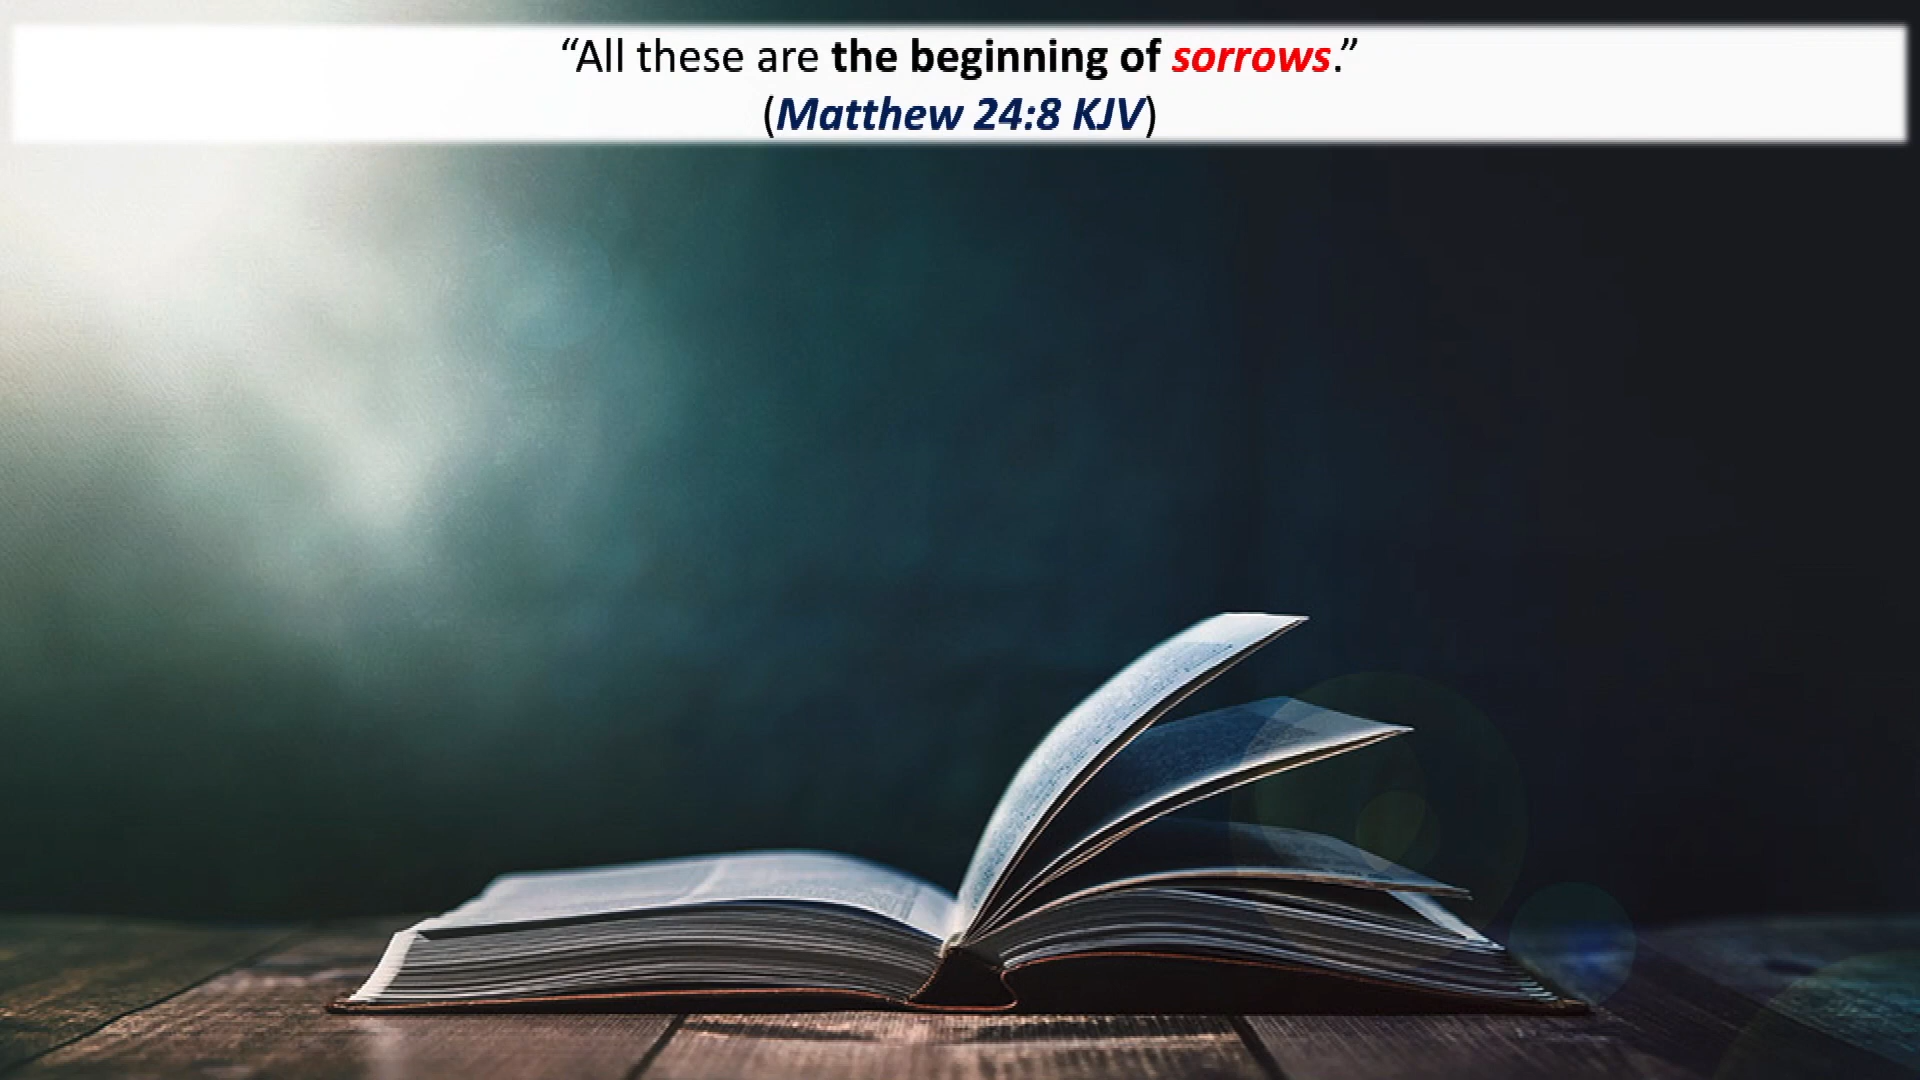 “All these are the beginning of sorrows.”
(Matthew 24:8 KJV)